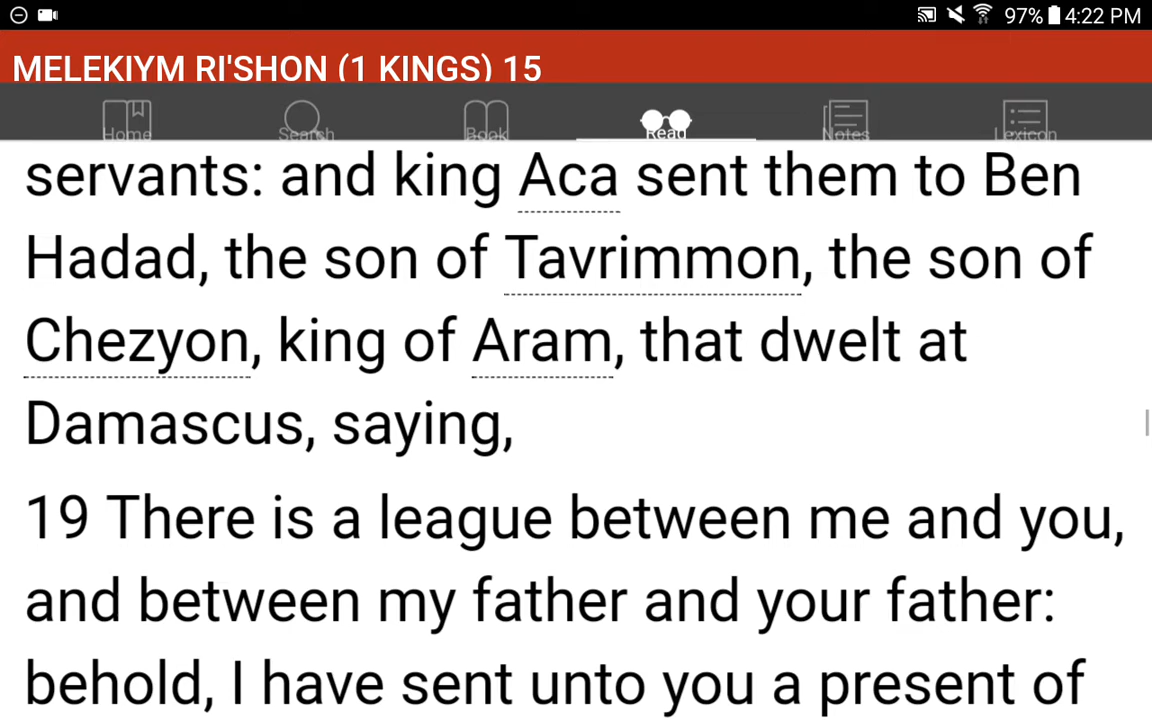 97% 4:22 PM
MELEKIYM RI'SHON (1 KINGS) 15
Home Search Book Read Notes Lexicon
servants: and king Aca sent them to Ben
Hadad, the son of Tavrimmon, the son of
Chezyon, king of Aram, that dwelt at
Damascus, saying,
19 There is a league between me and you,
and between my father and your father:
behold, I have sent unto you a present of